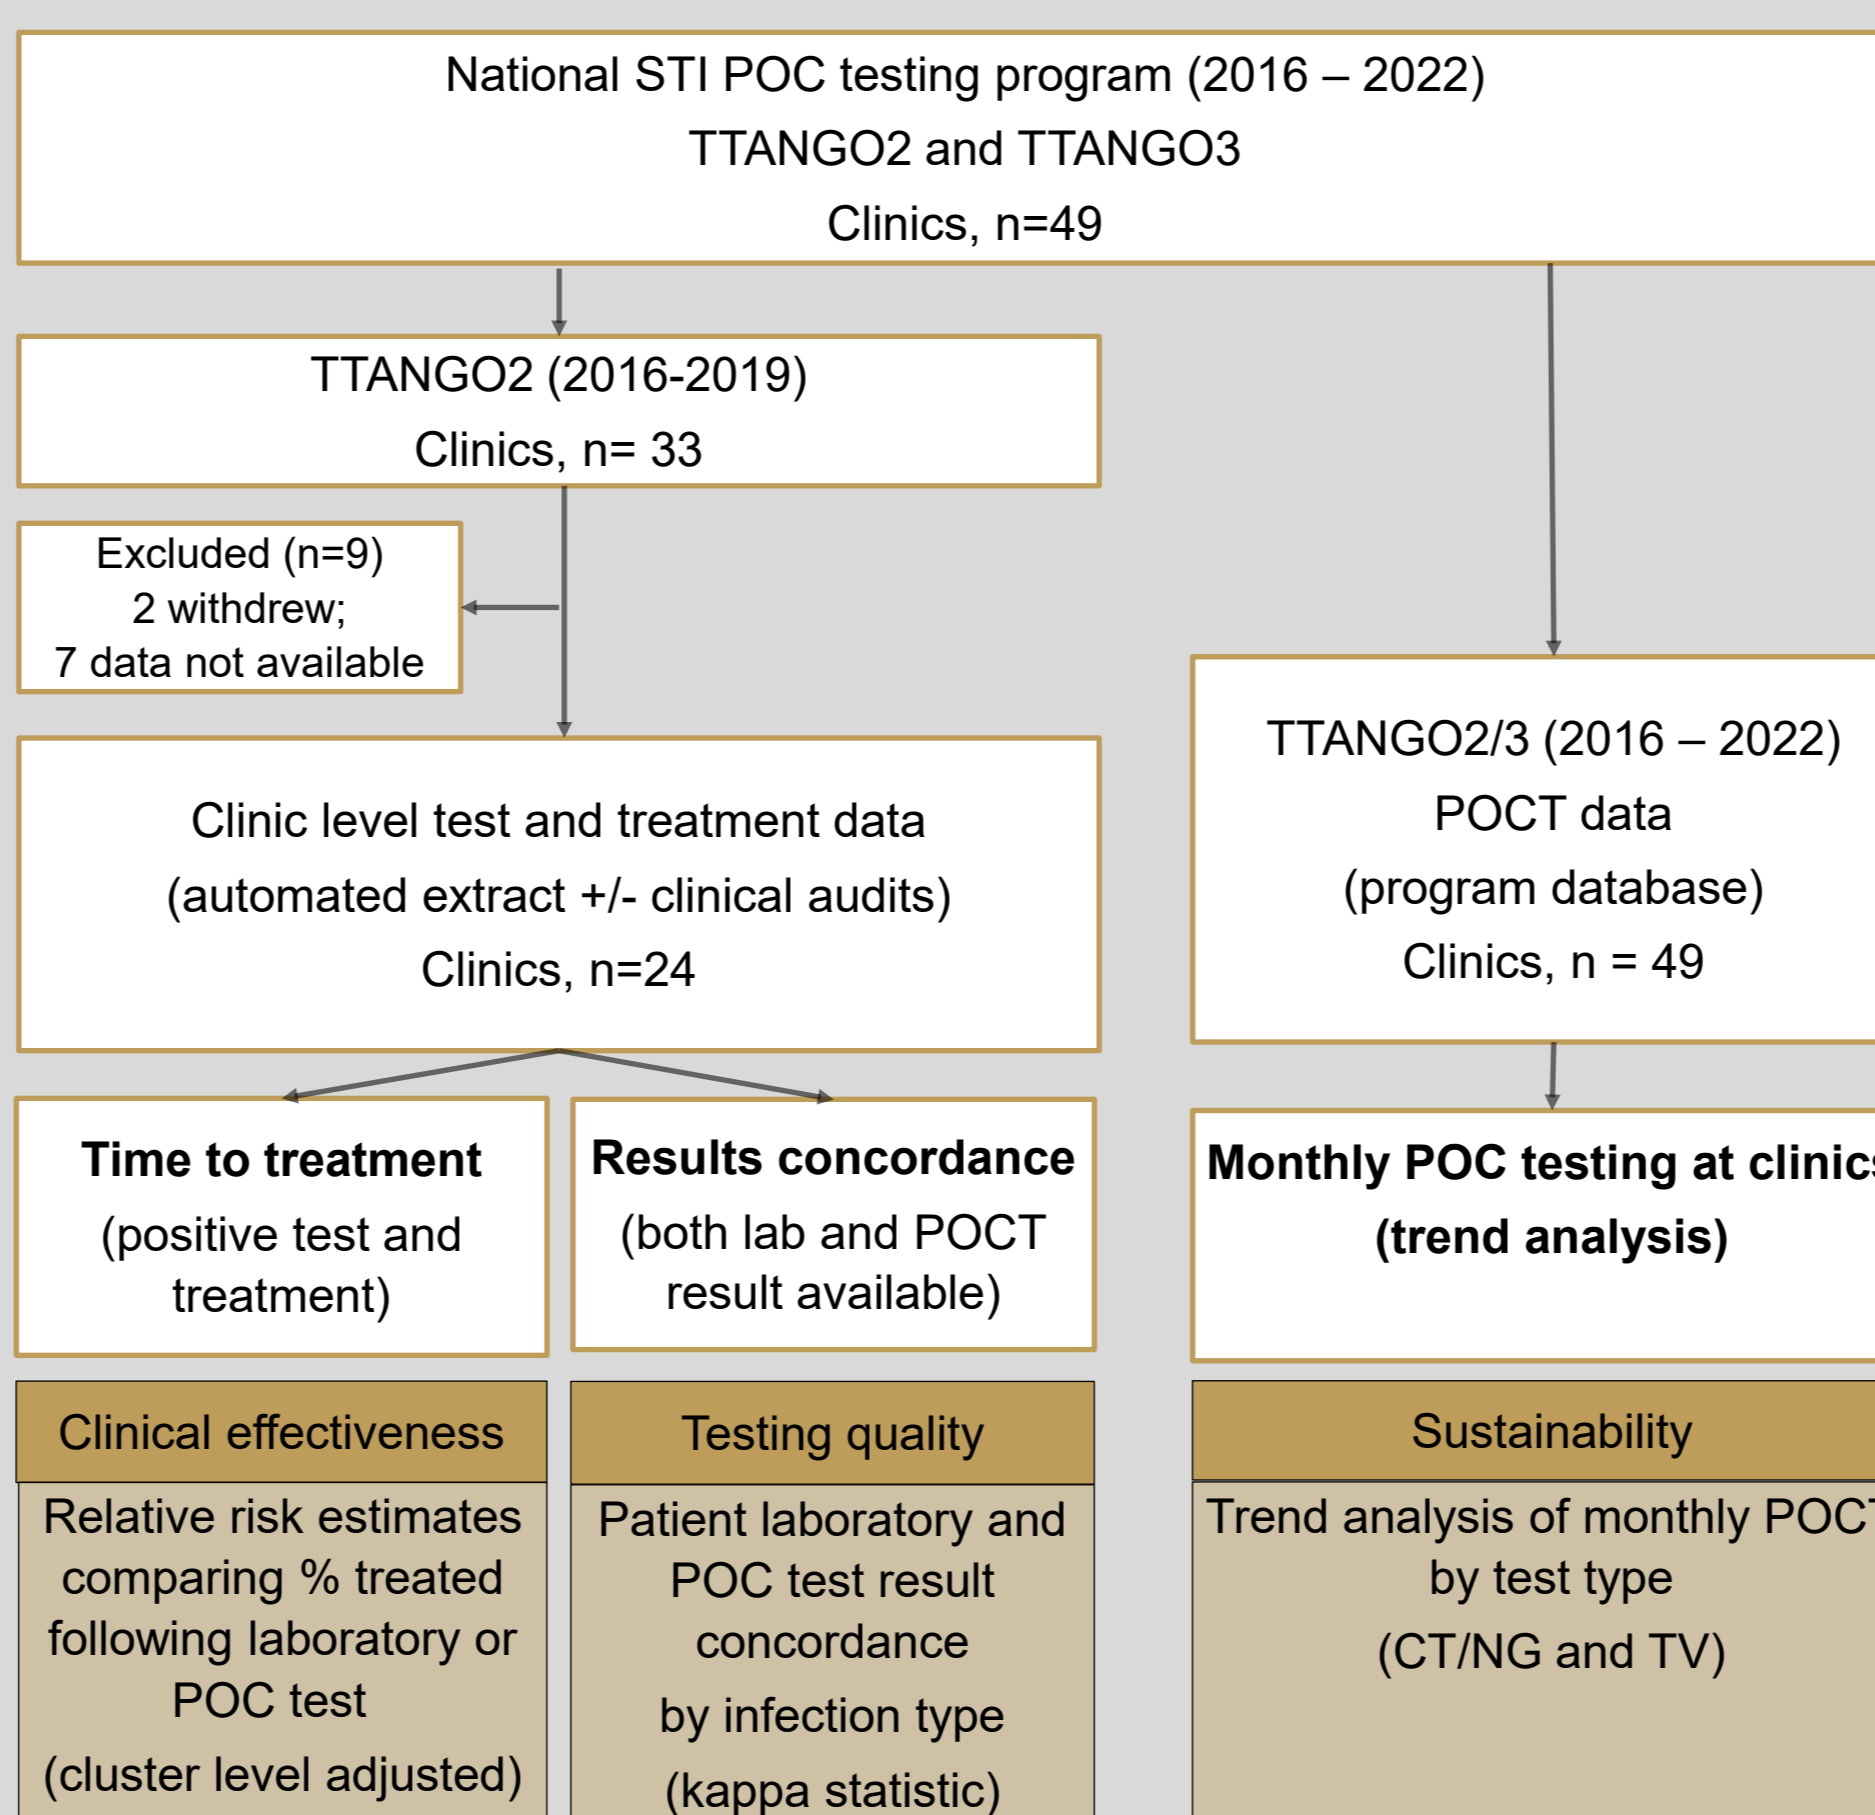 National STI POC testing program (2016 – 2022)
TTANGO2 and TTANGO3
Clinics, n=49
TTANGO2 (2016-2019)
Clinics, n= 33
Excluded (n=9)
2 withdrew;
7 data not available
Clinic level test and treatment data
(automated extract +/- clinical audits)
Clinics, n=24
TTANGO2/3 (2016 – 2022)
POCT data
(program database)
Clinics, n = 49
Time to treatment
(positive test and
treatment)
Results concordance
(both lab and POCT
result available)
Monthly POC testing at clinics
(trend analysis)
Clinical effectiveness
Relative risk estimates
comparing % treated
following laboratory or
POC test
(cluster level adjusted)
Testing quality
Patient laboratory and
POC test result
concordance
by infection type
(kappa statistic)
Sustainability
Trend analysis of monthly POCT
by test type
(CT/NG and TV)